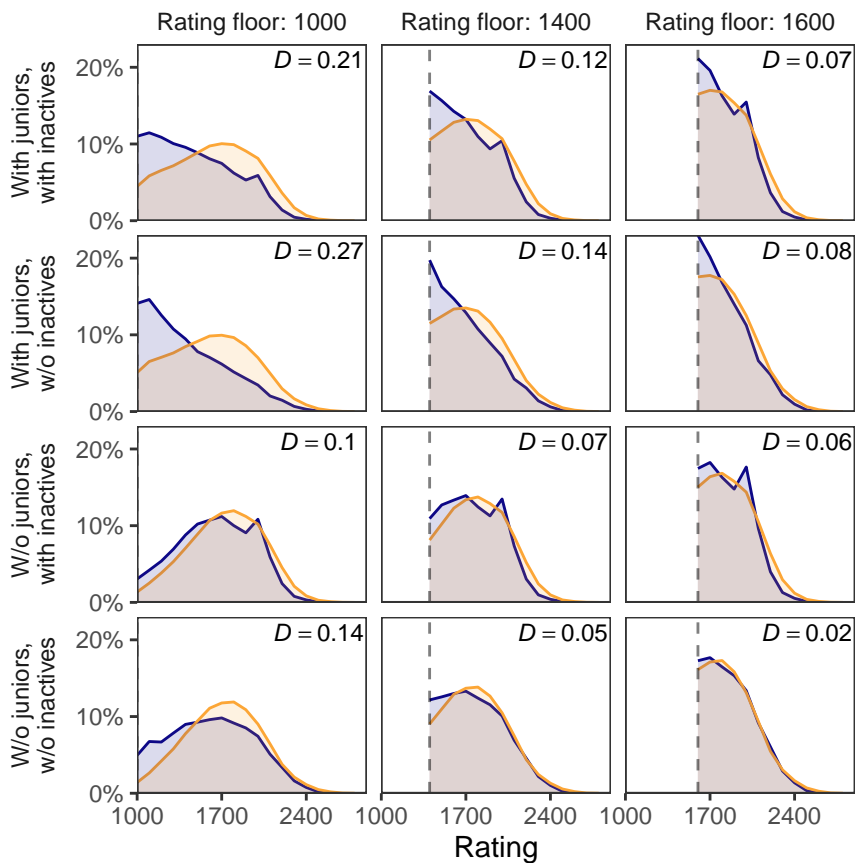 Rating floor: 1000 Rating floor: 1400 Rating floor: 1600
With juniors,
with inactives
20%
10%
0%
D = 0.21 D = 0.12 D = 0.07
With juniors,
w/o inactives
20%
10%
0%
D = 0.27 D = 0.14 D = 0.08
W/o juniors,
with inactives
20%
10%
0%
D = 0.1 D = 0.07 D = 0.06
W/o juniors,
w/o inactives
20%
10%
0%
D = 0.14 D = 0.05 D = 0.02
1000 1700 2400 1000 1700 2400 1000 1700 2400
Rating